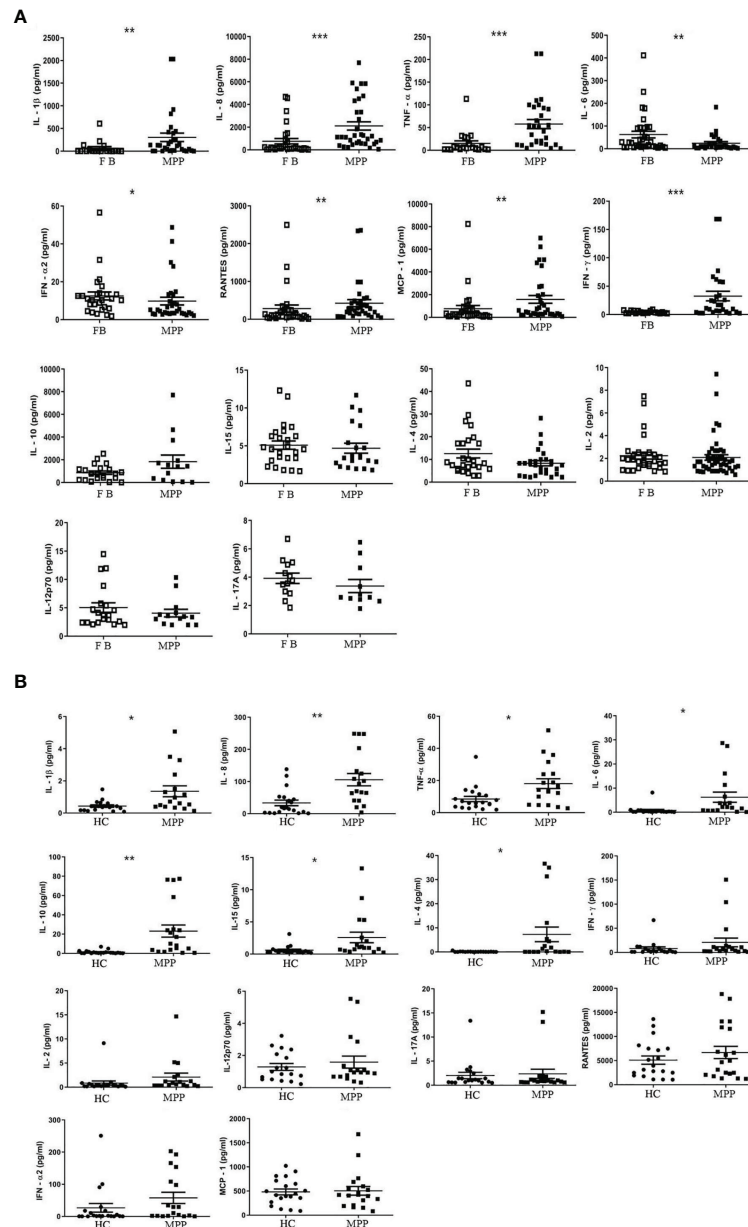 A
**
IL - 1β (pg/ml)
2500
2000
1500
1000
500
0
F B
MPP
***
IL - 8 (pg/ml)
10000
8000
6000
4000
2000
0
FB
MPP
***
TNF - α (pg/ml)
250
200
150
100
50
0
FB
MPP
**
IL - 6 (pg/ml)
500
400
300
200
100
0
FB
MPP
*
IFN - α2 (pg/ml)
60
40
20
0
FB
MPP
**
RANTES (pg/ml)
3000
2000
1000
0
FB
MPP
**
MCP - 1 (pg/ml)
10000
8000
6000
4000
2000
0
FB
MPP
***
IFN - γ (pg/ml)
200
150
100
50
0
FB
MPP
IL - 10 (pg/ml)
10000
8000
6000
4000
2000
0
F B
MPP
IL-15 (pg/ml)
15
10
5
0
F B
MPP
IL - 4 (pg/ml)
50
40
30
20
10
0
F B
MPP
IL - 2 (pg/ml)
10
8
6
4
2
0
F B
MPP
IL-12p70 (pg/ml)
20
15
10
5
0
F B
MPP
IL - 17A (pg/ml)
8
6
4
2
0
F B
MPP
B
*
IL - 1β (pg/ml)
6
4
2
0
HC
MPP
**
IL - 8 (pg/ml)
300
200
100
0
HC
MPP
*
TNF-α (pg/ml)
60
40
20
0
HC
MPP
*
IL - 6 (pg/ml)
40
30
20
10
0
HC
MPP
**
IL - 10 (pg/ml)
100
80
60
40
20
0
HC
MPP
*
IL-15 (pg/ml)
15
10
5
0
HC
MPP
*
IL - 4 (pg/ml)
50
40
30
20
10
0
HC
MPP
IFN - γ (pg/ml)
200
150
100
50
0
HC
MPP
IL- 2 (pg/ml)
20
15
10
5
0
HC
MPP
IL-12p70 (pg/ml)
6
4
2
0
HC
MPP
IL - 17A (pg/ml)
20
15
10
5
0
HC
MPP
RANTES (pg/ml)
20000
15000
10000
5000
0
HC
MPP
IFN - α2 (pg/ml)
300
200
100
0
HC
MPP
MCP - 1 (pg/ml)
2000
1500
1000
500
0
HC
MPP